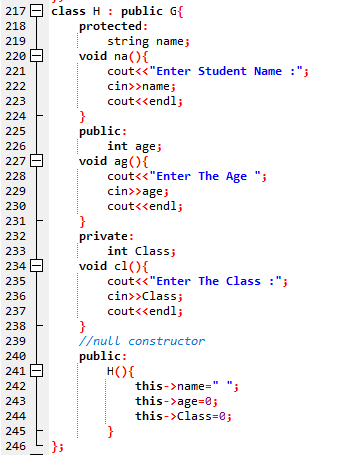 217 class H : public G{
218 protected:
219 string name;
220 void na(){
221 cout<<"Enter Student Name :";
222 cin>>name;
223 cout<<endl;
224 }
225 public:
226 int age;
227 void ag(){
228 cout<<"Enter The Age ";
229 cin>>age;
230 cout<<endl;
231 }
232 private:
233 int Class;
234 void cl(){
235 cout<<"Enter The Class :";
236 cin>>Class;
237 cout<<endl;
238 }
239 //null constructor
240 public:
241 H(){
242 this->name=" ";
243 this->age=0;
244 this->Class=0;
245 }
246 };